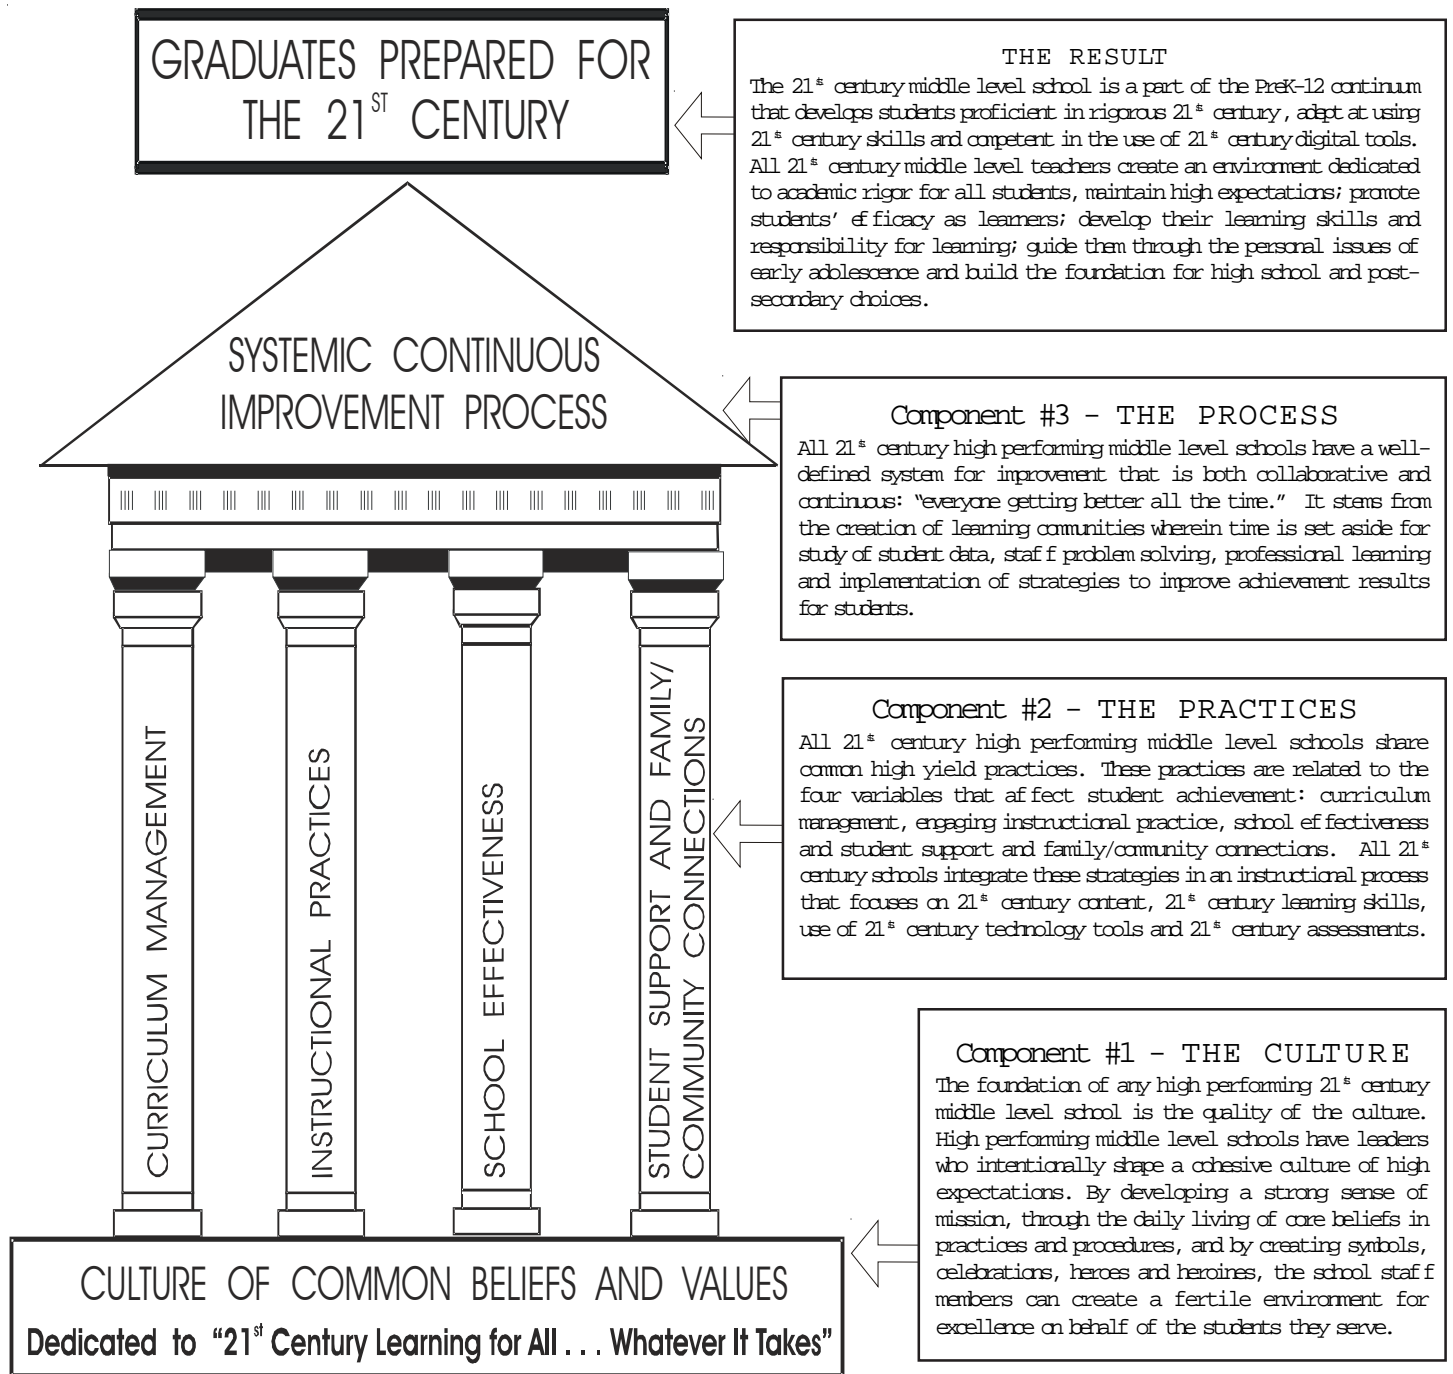 GRADUATES PREPARED FOR
THE 21ST CENTURY
THE RESULT
The 21st century middle level school is a part of the PreK-12 continuum
that develops students proficient in rigorous 21st century, adept at using
21st century skills and competent in the use of 21st century digital tools.
All 21st century middle level teachers create an environment dedicated
to academic rigor for all students, maintain high expectations; promote
students' efficacy as learners; develop their learning skills and
responsibility for learning; guide them through the personal issues of
early adolescence and build the foundation for high school and post-
secondary choices.
SYSTEMIC CONTINUOUS
IMPROVEMENT PROCESS
Component #3 - THE PROCESS
All 21st century high performing middle level schools have a well-
defined system for improvement that is both collaborative and
continuous: "everyone getting better all the time." It stems from
the creation of learning communities wherein time is set aside for
study of student data, staff problem solving, professional learning
and implementation of strategies to improve achievement results
for students.
CURRICULUM MANAGEMENT
INSTRUCTIONAL PRACTICES
SCHOOL EFFECTIVENESS
STUDENT SUPPORT AND FAMILY/
COMMUNITY CONNECTIONS
Component #2 - THE PRACTICES
All 21st century high performing middle level schools share
common high yield practices. These practices are related to the
four variables that affect student achievement: curriculum
management, engaging instructional practice, school effectiveness
and student support and family/community connections. All 21st
century schools integrate these strategies in an instructional process
that focuses on 21st century content, 21st century learning skills,
use of 21st century technology tools and 21st century assessments.
Component #1 - THE CULTURE
The foundation of any high performing 21st century
middle level school is the quality of the culture.
High performing middle level schools have leaders
who intentionally shape a cohesive culture of high
expectations. By developing a strong sense of
mission, through the daily living of core beliefs in
practices and procedures, and by creating symbols,
celebrations, heroes and heroines, the school staff
members can create a fertile environment for
excellence on behalf of the students they serve.
CULTURE OF COMMON BELIEFS AND VALUES
Dedicated to "21st Century Learning for All . . . Whatever It Takes"